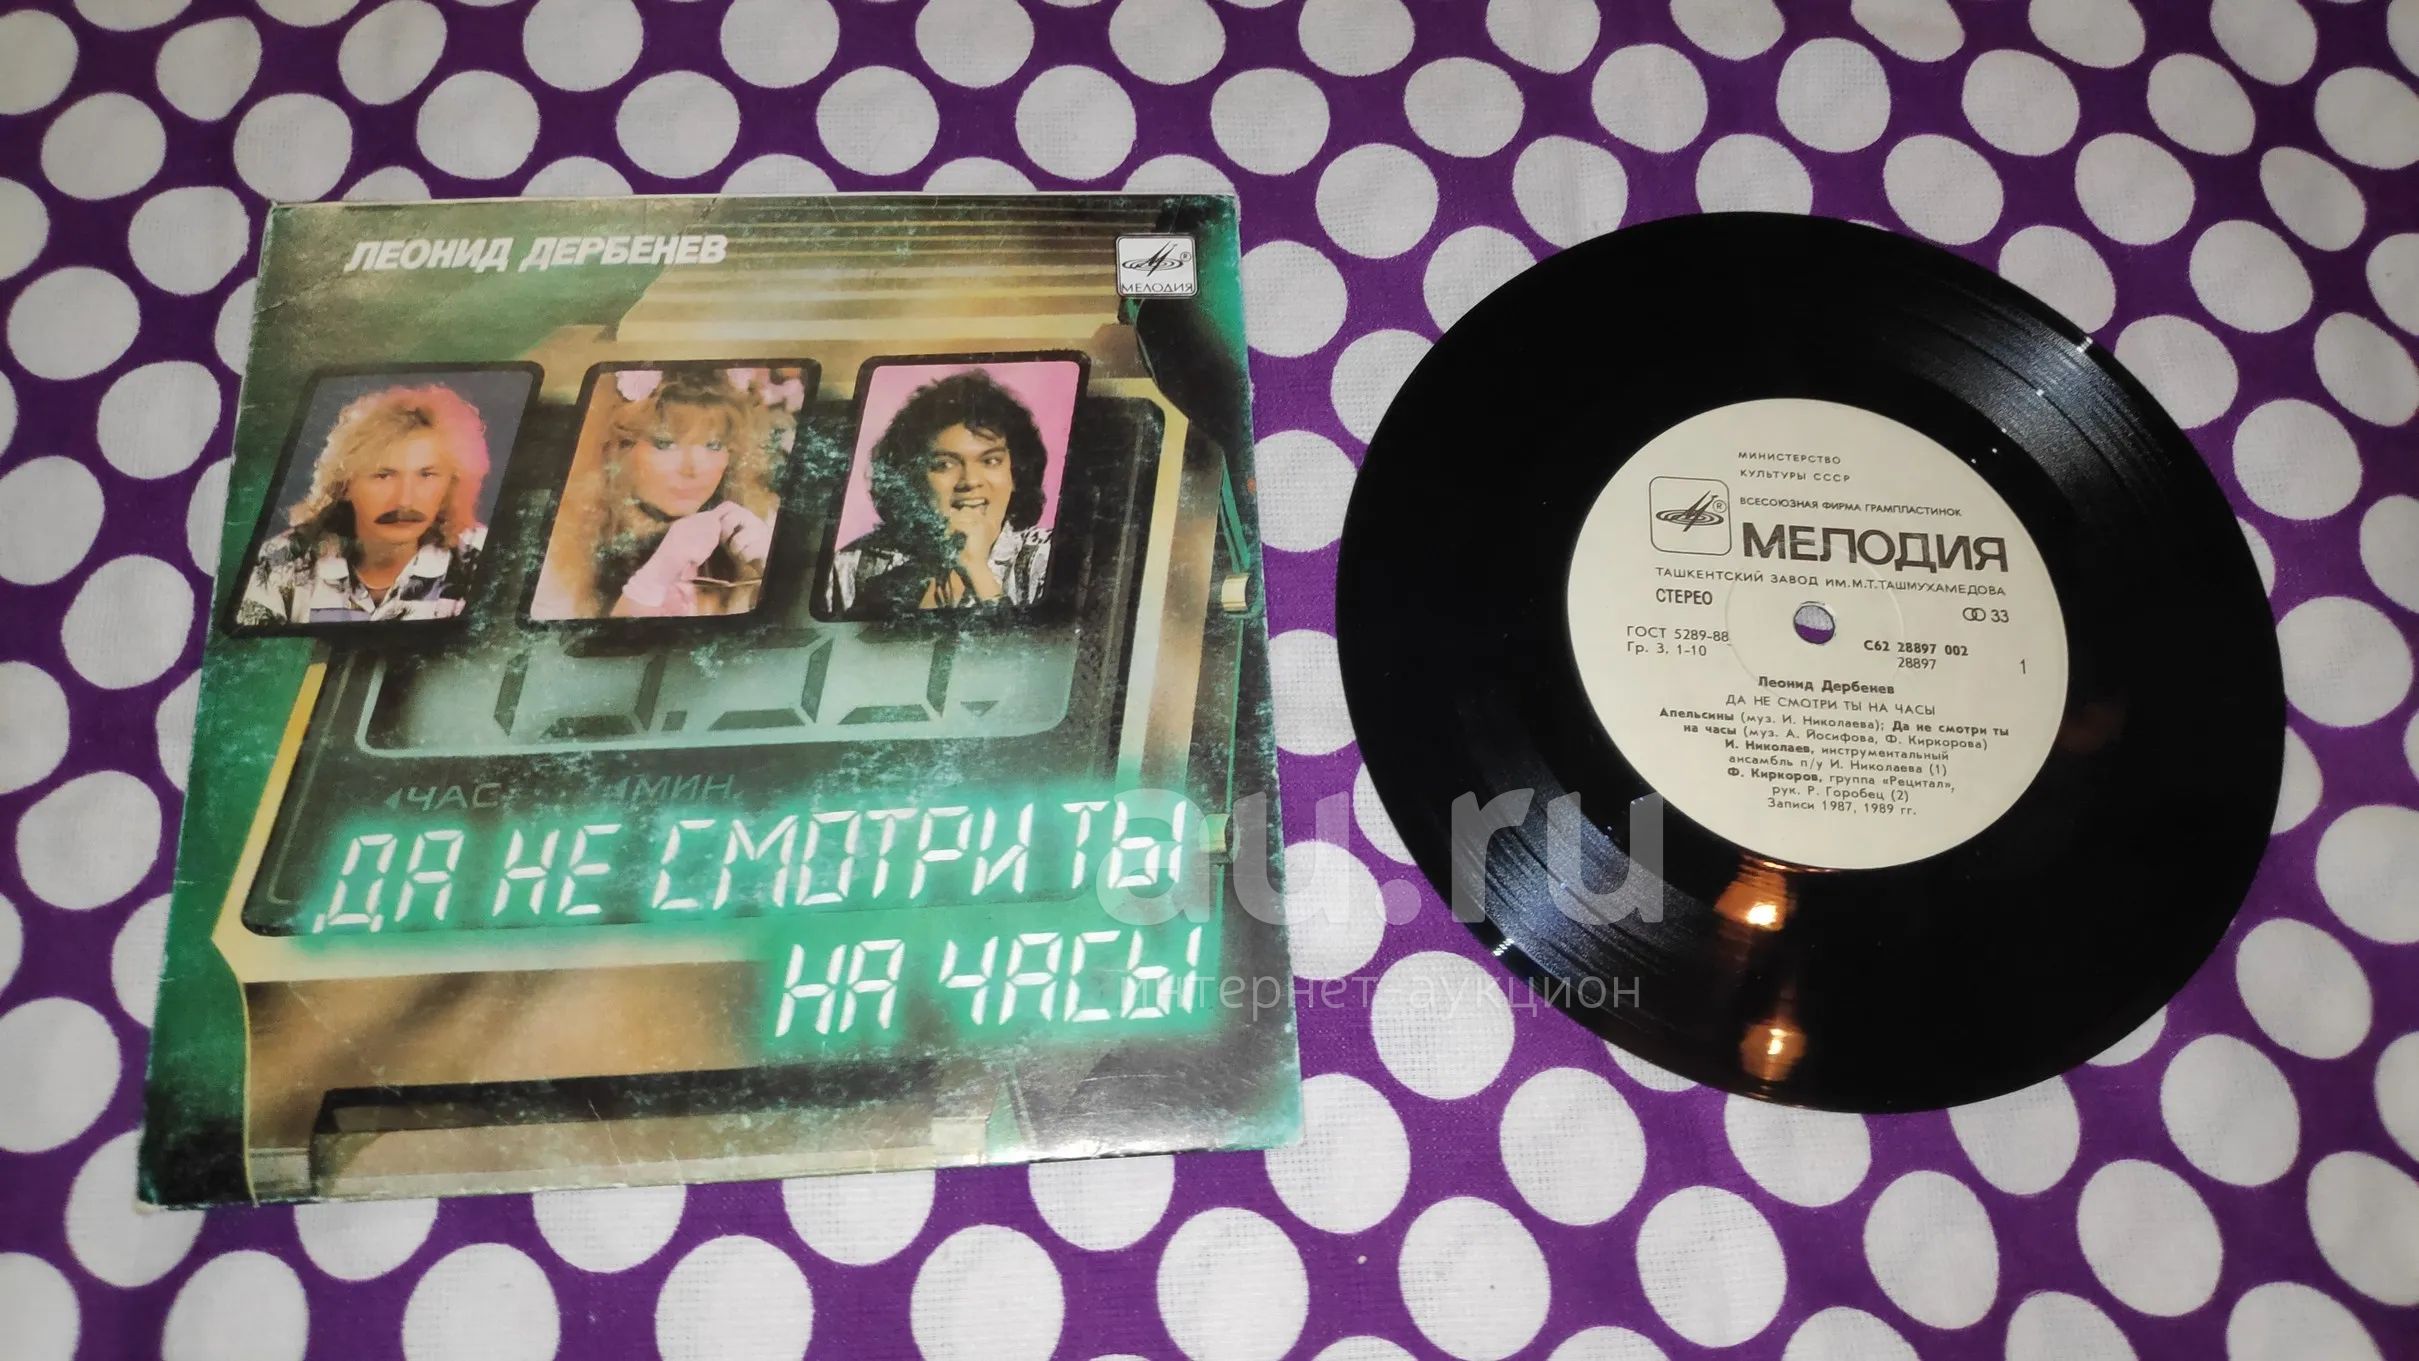 ЛЕОНИД ДЕРБЕНЕВ
МЕЛОДИЯ
ЧАС
МИН
ДА НЕ СМОТРИ ТЫ
НА ЧАСЫ
МИНИСТЕРСТВО
КУЛЬТУРЫ СССР
ВСЕСОЮЗНАЯ ФИРМА ГРАМПЛАСТИНОК
МЕЛОДИЯ
ТАШКЕНТСКИЙ ЗАВОД ИМ.М.Т.ТАШМУХАМЕДОВА
СТЕРЕО
33
ГОСТ 5289-88
Гр. 3. 1-10
С62 28897 002
28897
1
Леонид Дербенев
ДА НЕ СМОТРИ ТЫ НА ЧАСЫ
Апельсины (муз. И. Николаева); Да не смотри ты
на часы (муз. А. Йосифова, Ф. Киркорова)
И. Николаев, инструментальный
ансамбль п/у И. Николаева (1)
Ф. Киркоров, группа «Рецитал»,
рук. Р. Горобец (2)
Записи 1987, 1989 гг.
au.ru
интернет-аукцион